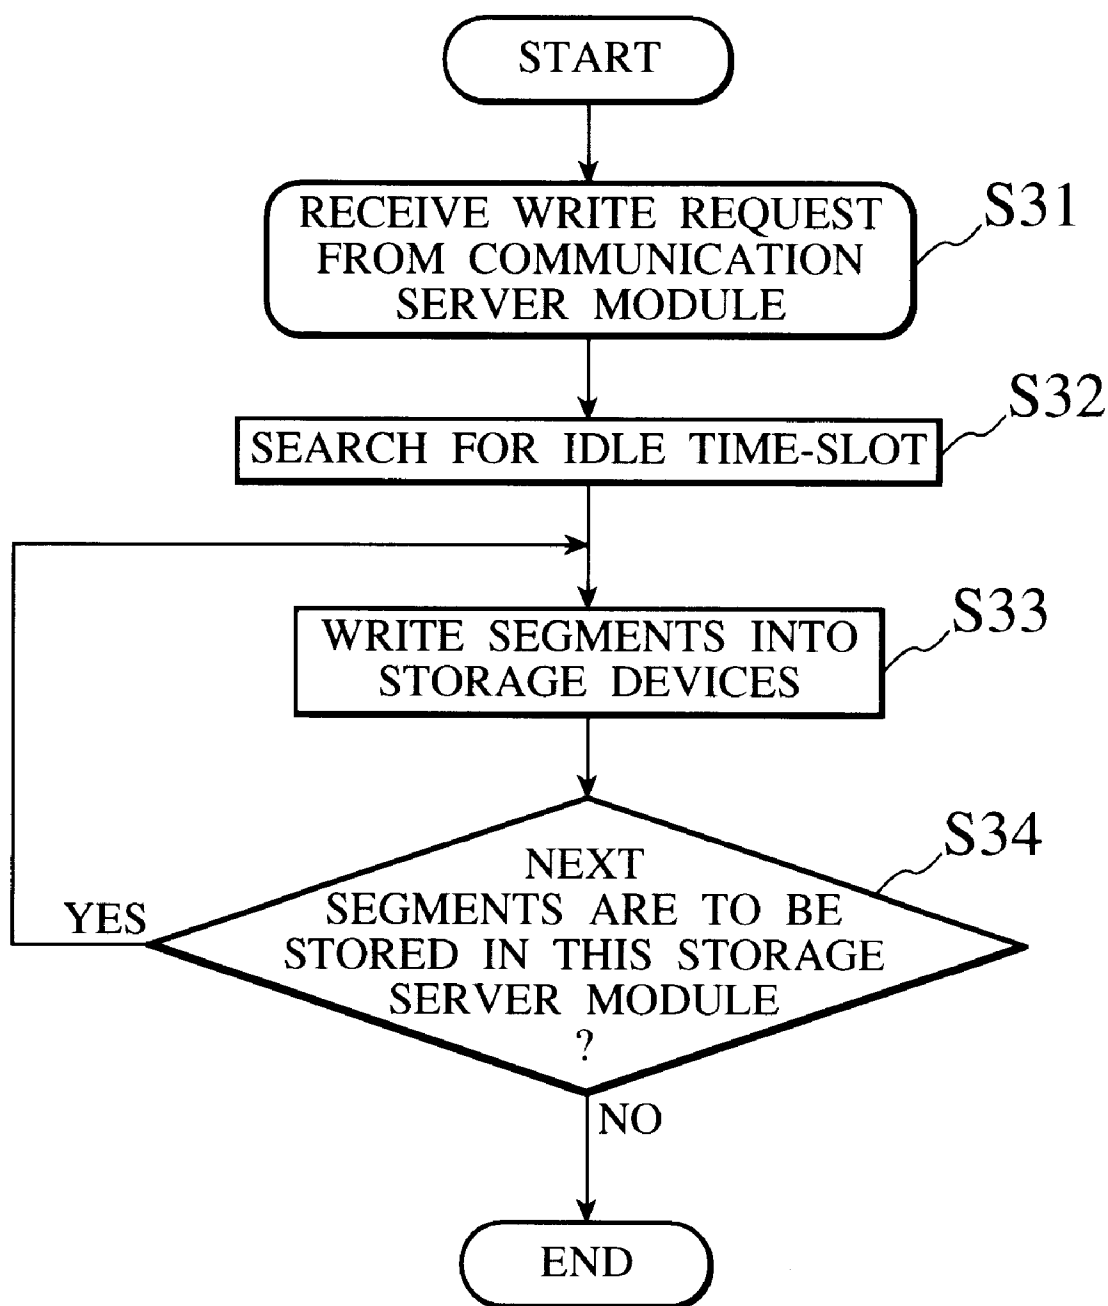 START
RECEIVE WRITE REQUEST
FROM COMMUNICATION
SERVER MODULE
S31
SEARCH FOR IDLE TIME-SLOT
S32
WRITE SEGMENTS INTO
STORAGE DEVICES
S33
NEXT
SEGMENTS ARE TO BE
STORED IN THIS STORAGE
SERVER MODULE
?
S34
YES
NO
END